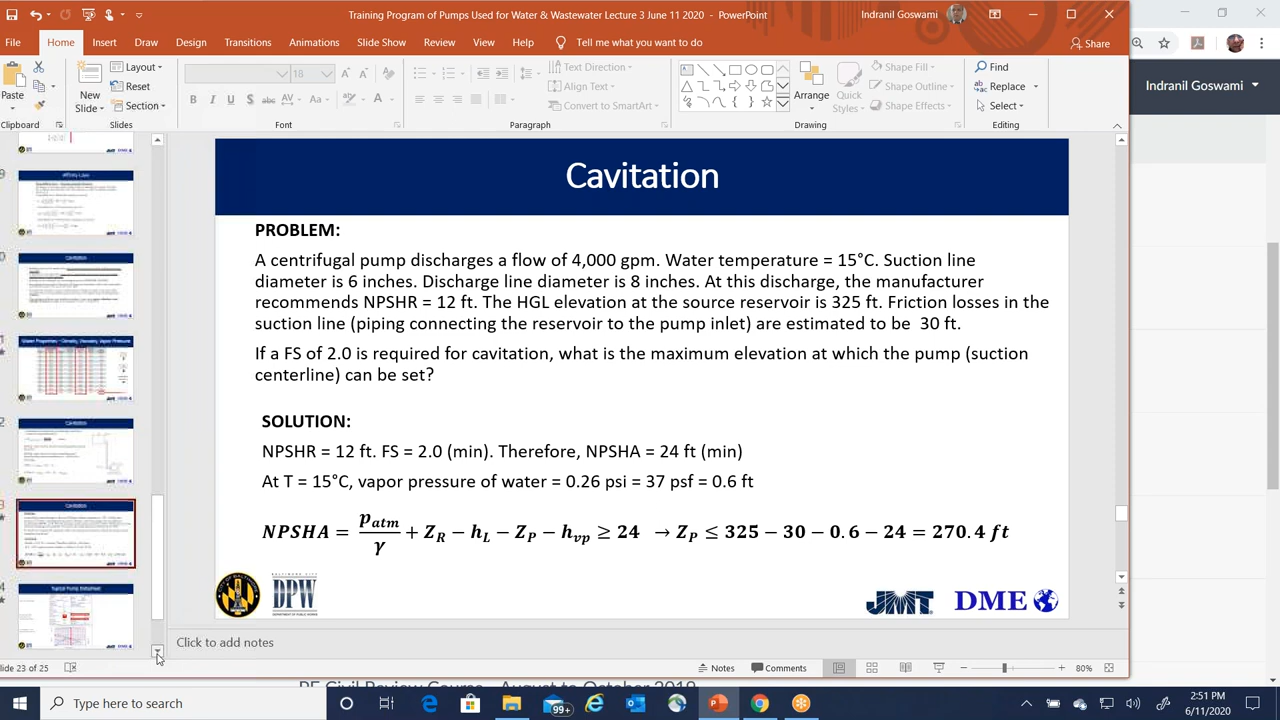 Training Program of Pumps Used for Water & Wastewater Lecture 3 June 11 2020 - PowerPoint
Indranil Goswami
File Home Insert Draw Design Transitions Animations Slide Show Review View Help Tell me what you want to do
Share
Paste
Clipboard
New Slide
Layout
Reset
Section
Slides
18
Font
Text Direction
Align Text
Convert to SmartArt
Paragraph
Arrange
Quick Styles
Shape Fill
Shape Outline
Shape Effects
Drawing
Find
Replace
Select
Editing
Indranil Goswami
Cavitation
PROBLEM:
A centrifugal pump discharges a flow of 4,000 gpm. Water temperature = 15°C. Suction line
diameter is 6 inches. Discharge line diameter is 8 inches. At this discharge, the manufacturer
recommends NPSHR = 12 ft. The HGL elevation at the source reservoir is 325 ft. Friction losses in the
suction line (piping connecting the reservoir to the pump inlet) are estimated to be 30 ft.
If a FS of 2.0 is required for cavitation, what is the maximum elevation at which the pump (suction
centerline) can be set?
SOLUTION:
NPSHR = 12 ft. FS = 2.0 (min). Therefore, NPSHA = 24 ft (min)
At T = 15°C, vapor pressure of water = 0.26 psi = 37 psf = 0.6 ft
NPSHA = p_atm/γ + Z_R − h_L − Z_P − h_vp ≥ 24 → Z_P ≤ 325 − 30 − 0.6 − 24 = 270.4 ft
DPW
JMT
DME
Click to add notes
lide 23 of 25
Notes
Comments
80%
PE Civil Review Course - August to October 2019
Type here to search
99+
2:51 PM
6/11/2020